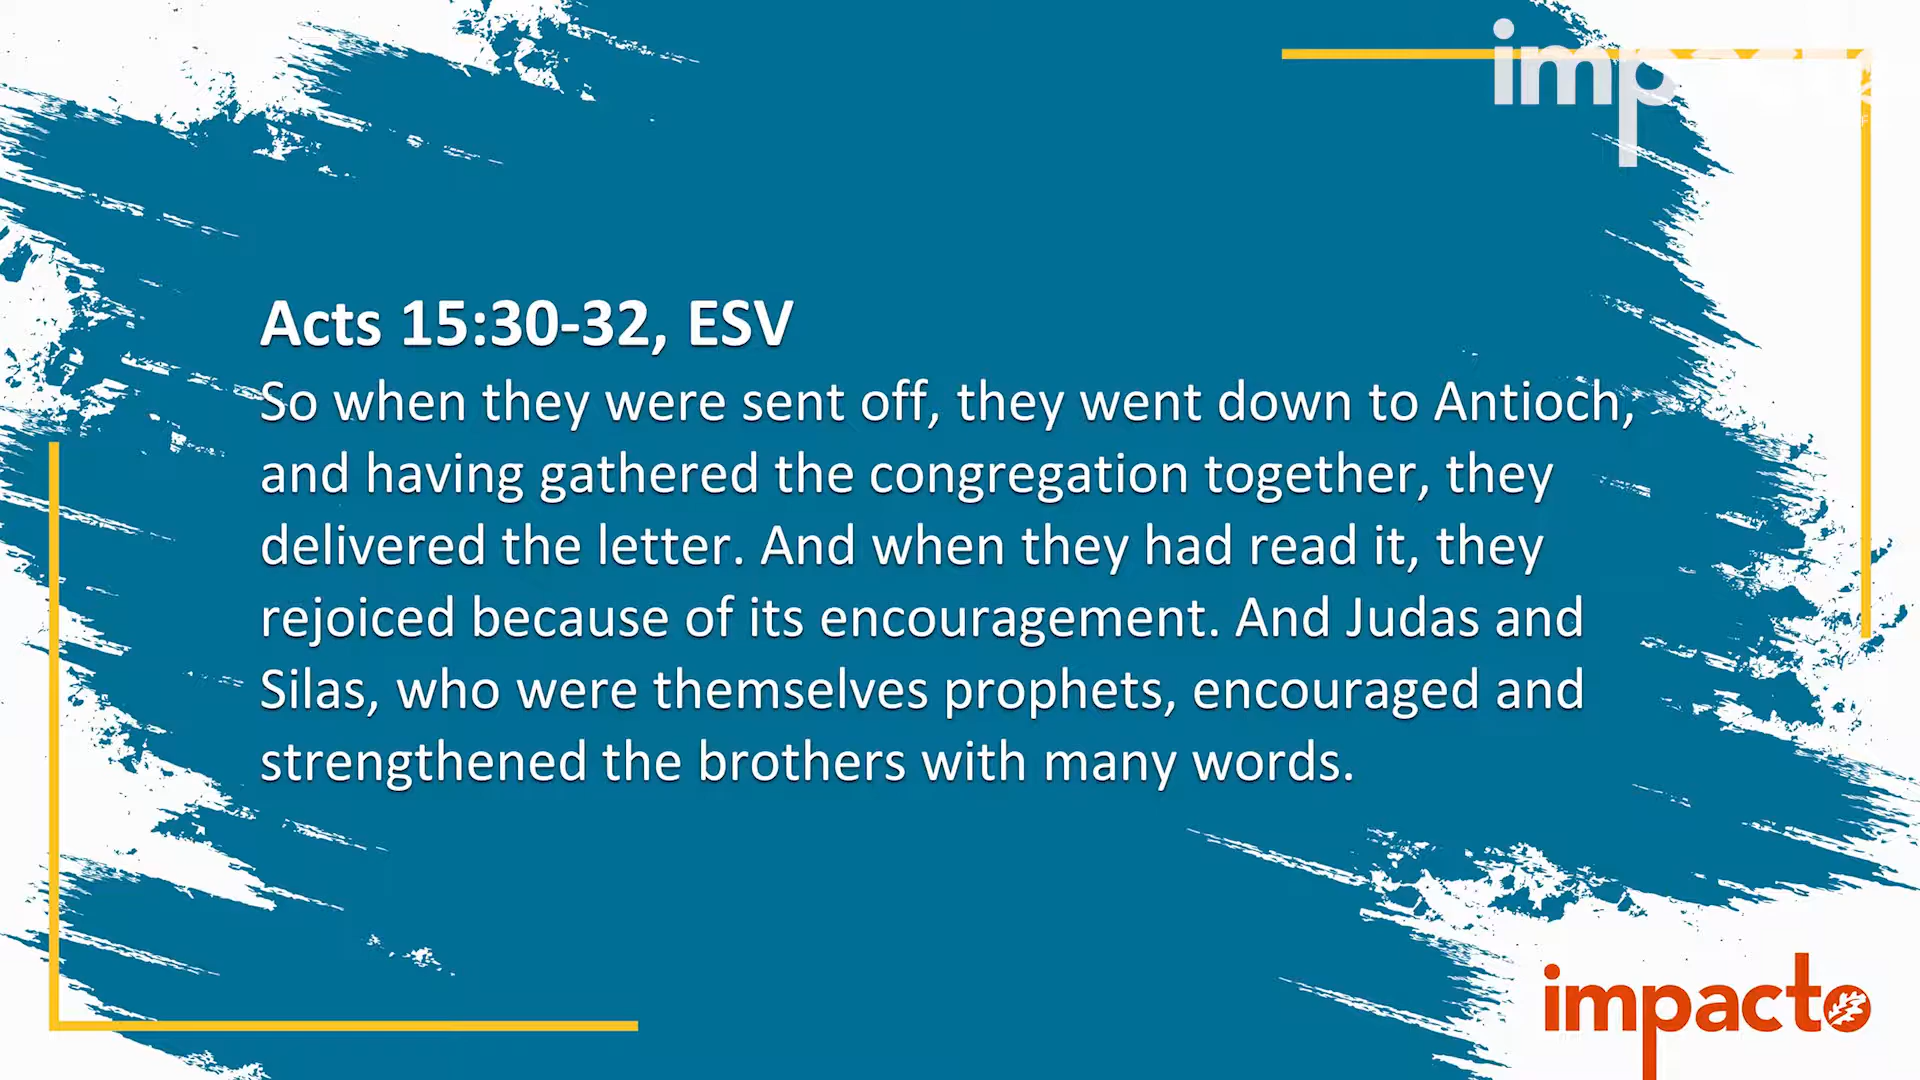 imp
Acts 15:30-32, ESV
So when they were sent off, they went down to Antioch,
and having gathered the congregation together, they
delivered the letter. And when they had read it, they
rejoiced because of its encouragement. And Judas and
Silas, who were themselves prophets, encouraged and
strengthened the brothers with many words.
impacto